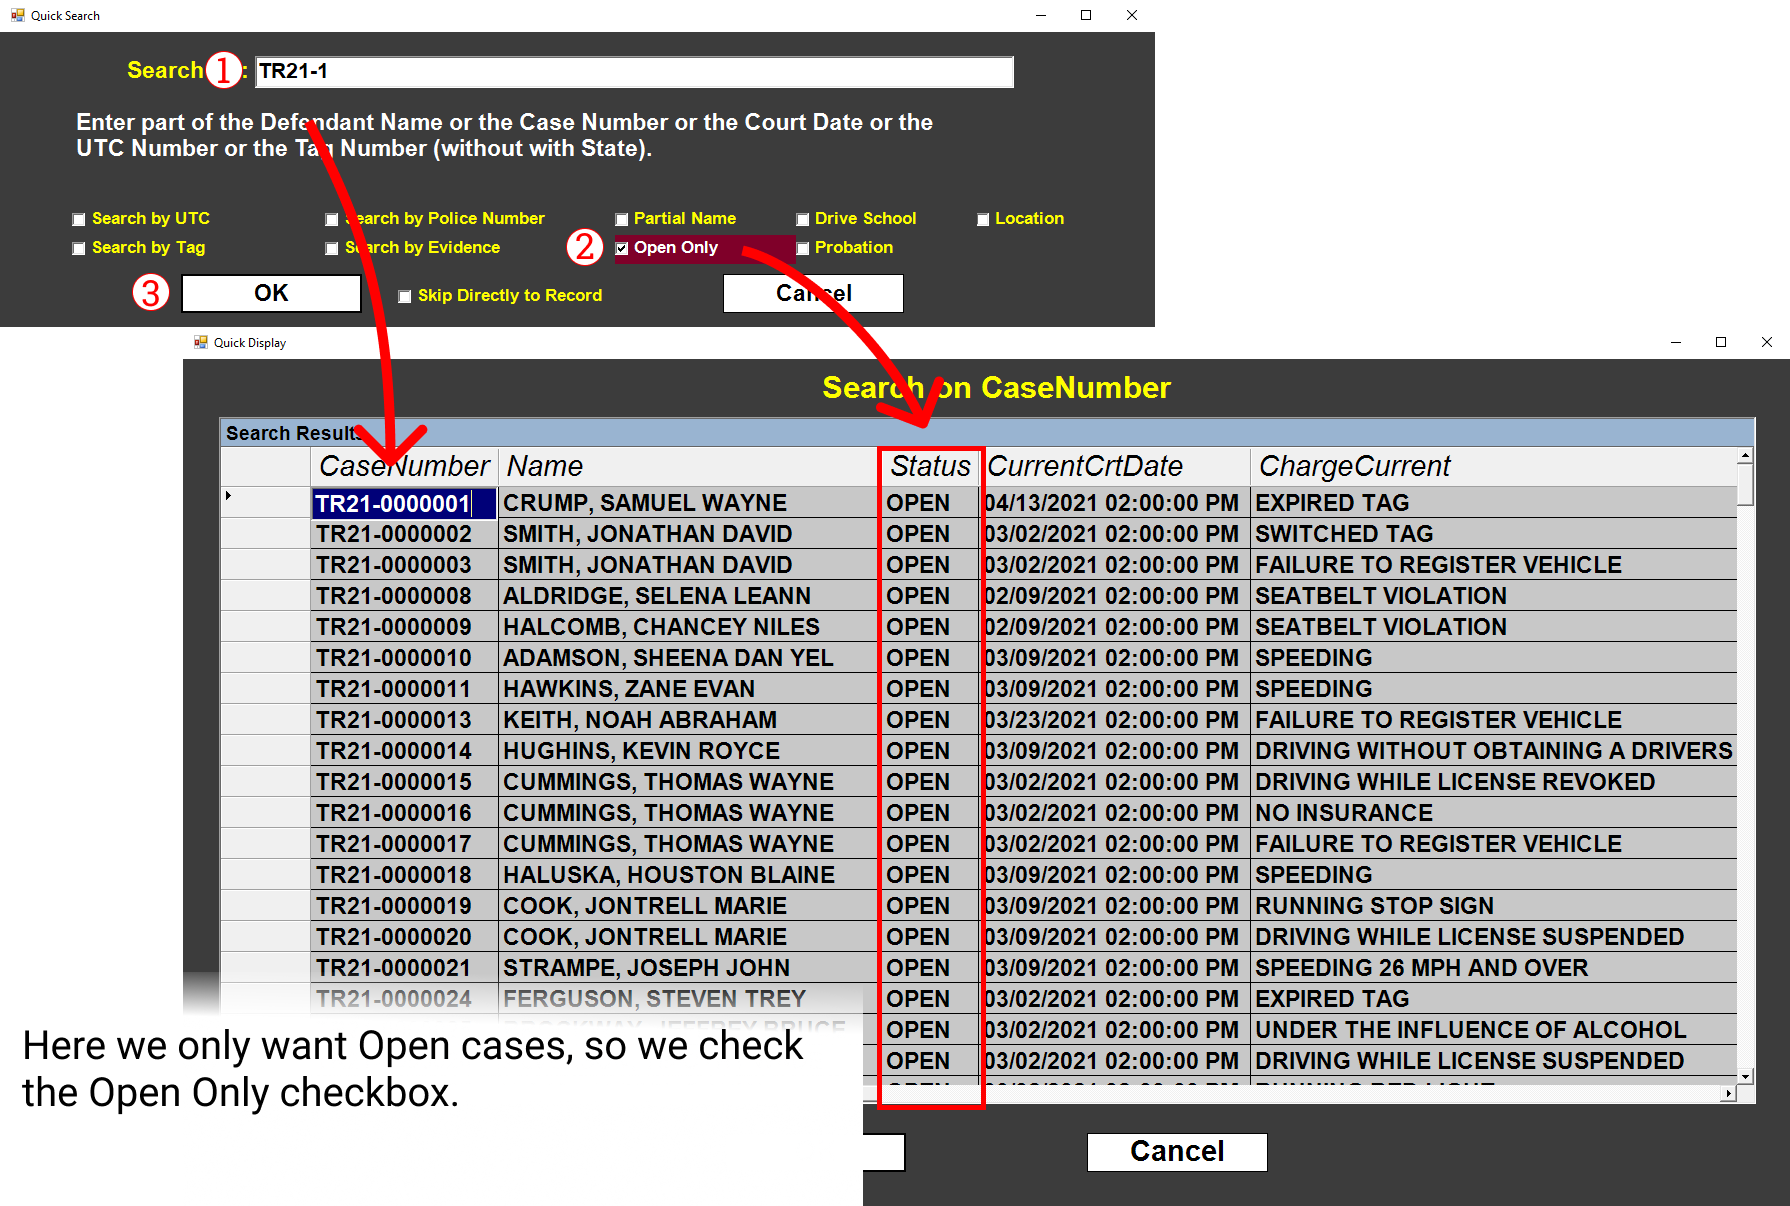 Quick Search
Search 1 : TR21-1
Enter part of the Defendant Name or the Case Number or the Court Date or the
UTC Number or the Tag Number (without with State).
Search by UTC Search by Police Number Partial Name Drive School Location
Search by Tag Search by Evidence 2 Open Only Probation
3 OK Skip Directly to Record Cancel
Quick Display
Search on CaseNumber
Search Results
CaseNumber Name Status CurrentCrtDate ChargeCurrent
TR21-0000001 CRUMP, SAMUEL WAYNE OPEN 04/13/2021 02:00:00 PM EXPIRED TAG
TR21-0000002 SMITH, JONATHAN DAVID OPEN 03/02/2021 02:00:00 PM SWITCHED TAG
TR21-0000003 SMITH, JONATHAN DAVID OPEN 03/02/2021 02:00:00 PM FAILURE TO REGISTER VEHICLE
TR21-0000008 ALDRIDGE, SELENA LEANN OPEN 02/09/2021 02:00:00 PM SEATBELT VIOLATION
TR21-0000009 HALCOMB, CHANCEY NILES OPEN 02/09/2021 02:00:00 PM SEATBELT VIOLATION
TR21-0000010 ADAMSON, SHEENA DAN YEL OPEN 03/09/2021 02:00:00 PM SPEEDING
TR21-0000011 HAWKINS, ZANE EVAN OPEN 03/09/2021 02:00:00 PM SPEEDING
TR21-0000013 KEITH, NOAH ABRAHAM OPEN 03/23/2021 02:00:00 PM FAILURE TO REGISTER VEHICLE
TR21-0000014 HUGHINS, KEVIN ROYCE OPEN 03/09/2021 02:00:00 PM DRIVING WITHOUT OBTAINING A DRIVERS
TR21-0000015 CUMMINGS, THOMAS WAYNE OPEN 03/02/2021 02:00:00 PM DRIVING WHILE LICENSE REVOKED
TR21-0000016 CUMMINGS, THOMAS WAYNE OPEN 03/02/2021 02:00:00 PM NO INSURANCE
TR21-0000017 CUMMINGS, THOMAS WAYNE OPEN 03/02/2021 02:00:00 PM FAILURE TO REGISTER VEHICLE
TR21-0000018 HALUSKA, HOUSTON BLAINE OPEN 03/09/2021 02:00:00 PM SPEEDING
TR21-0000019 COOK, JONTRELL MARIE OPEN 03/09/2021 02:00:00 PM RUNNING STOP SIGN
TR21-0000020 COOK, JONTRELL MARIE OPEN 03/09/2021 02:00:00 PM DRIVING WHILE LICENSE SUSPENDED
TR21-0000021 STRAMPE, JOSEPH JOHN OPEN 03/09/2021 02:00:00 PM SPEEDING 26 MPH AND OVER
TR21-0000024 FERGUSON, STEVEN TREY OPEN 03/02/2021 02:00:00 PM EXPIRED TAG
OPEN 03/02/2021 02:00:00 PM UNDER THE INFLUENCE OF ALCOHOL
OPEN 03/02/2021 02:00:00 PM DRIVING WHILE LICENSE SUSPENDED
Here we only want Open cases, so we check
the Open Only checkbox.
Cancel